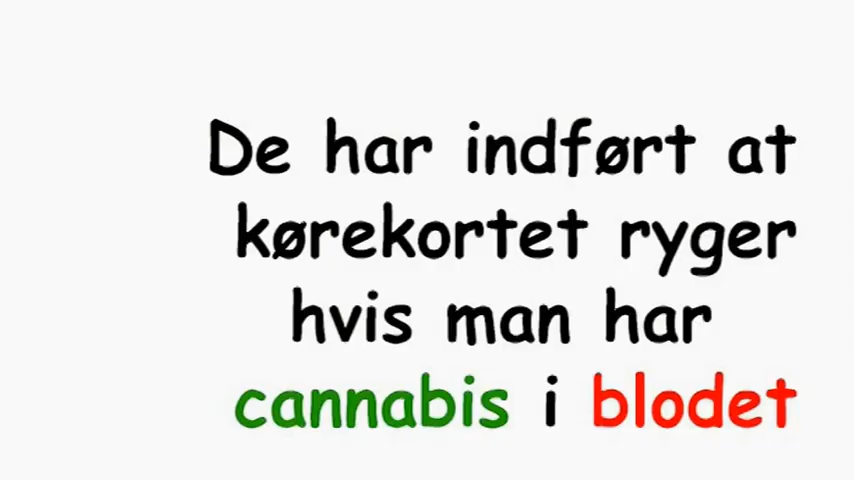 De har indført at
kørekortet ryger
hvis man har
cannabis i blodet